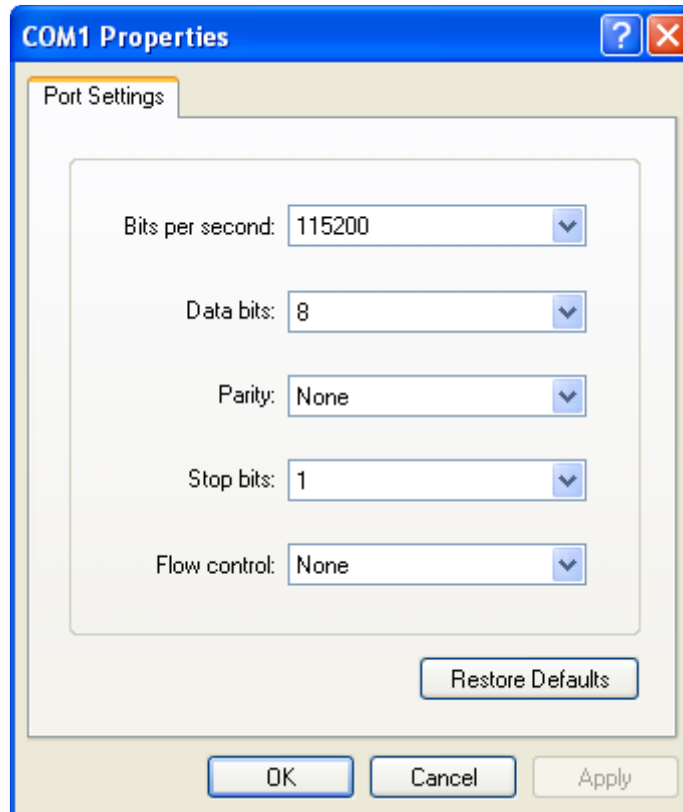 COM1 Properties
Port Settings
Bits per second: 115200
Data bits: 8
Parity: None
Stop bits: 1
Flow control: None
Restore Defaults
OK Cancel Apply